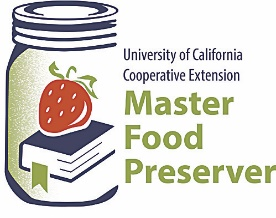 University of California
Cooperative Extension
Master
Food
Preserver